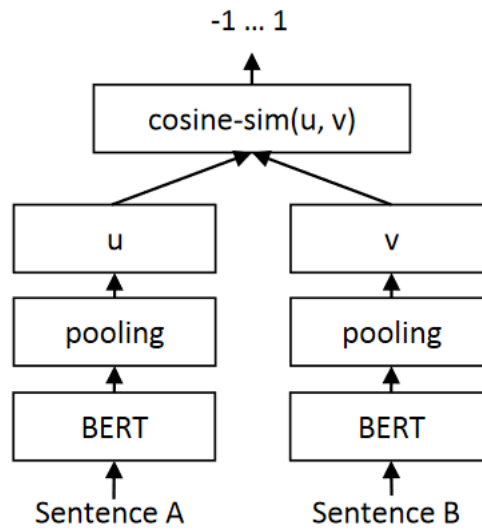 -1 ... 1
cosine-sim(u, v)
u
v
pooling
pooling
BERT
BERT
Sentence A
Sentence B